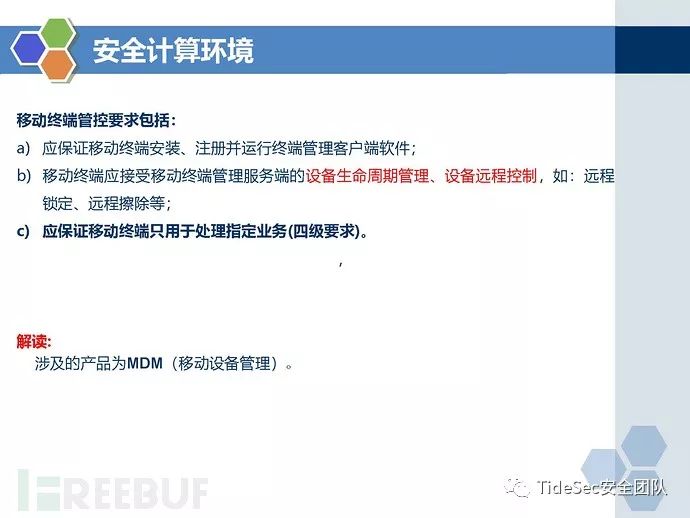 安全计算环境
移动终端管控要求包括：
a) 应保证移动终端安装、注册并运行终端管理客户端软件；
b) 移动终端应接受移动终端管理服务端的设备生命周期管理、设备远程控制，如：远程
锁定、远程擦除等；
c) 应保证移动终端只用于处理指定业务(四级要求)。
，
解读:
涉及的产品为MDM（移动设备管理）。
FREEBUF
TideSec安全团队